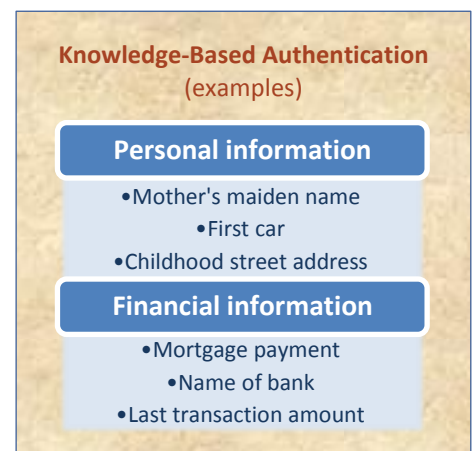 Knowledge-Based Authentication
(examples)
Personal information
•Mother's maiden name
•First car
•Childhood street address
Financial information
•Mortgage payment
•Name of bank
•Last transaction amount